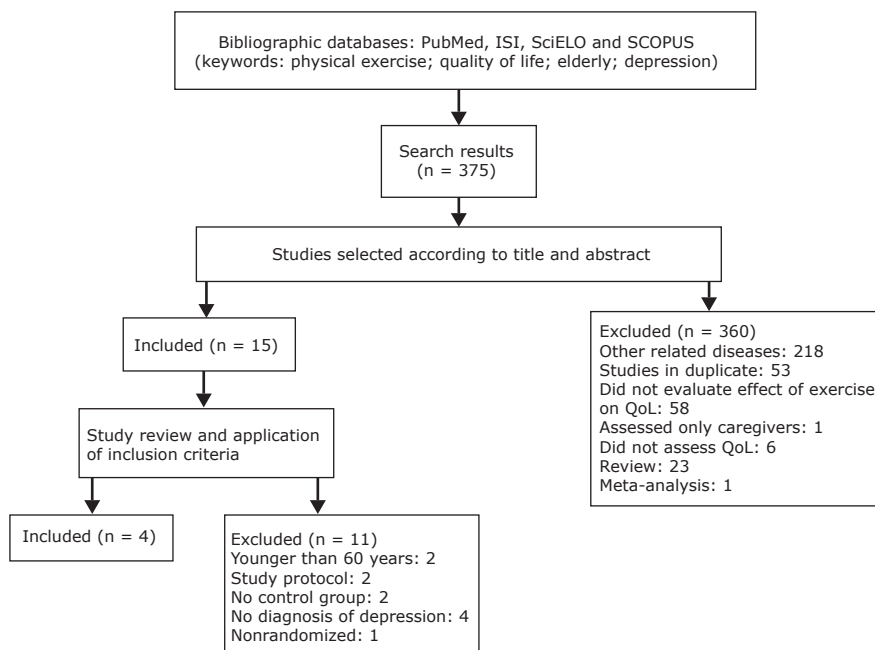 Bibliographic databases: PubMed, ISI, SciELO and SCOPUS
(keywords: physical exercise; quality of life; elderly; depression)
Search results
(n = 375)
Studies selected according to title and abstract
Included (n = 15)
Excluded (n = 360)
Other related diseases: 218
Studies in duplicate: 53
Did not evaluate effect of exercise
on QoL: 58
Assessed only caregivers: 1
Did not assess QoL: 6
Review: 23
Meta-analysis: 1
Study review and application
of inclusion criteria
Included (n = 4)
Excluded (n = 11)
Younger than 60 years: 2
Study protocol: 2
No control group: 2
No diagnosis of depression: 4
Nonrandomized: 1